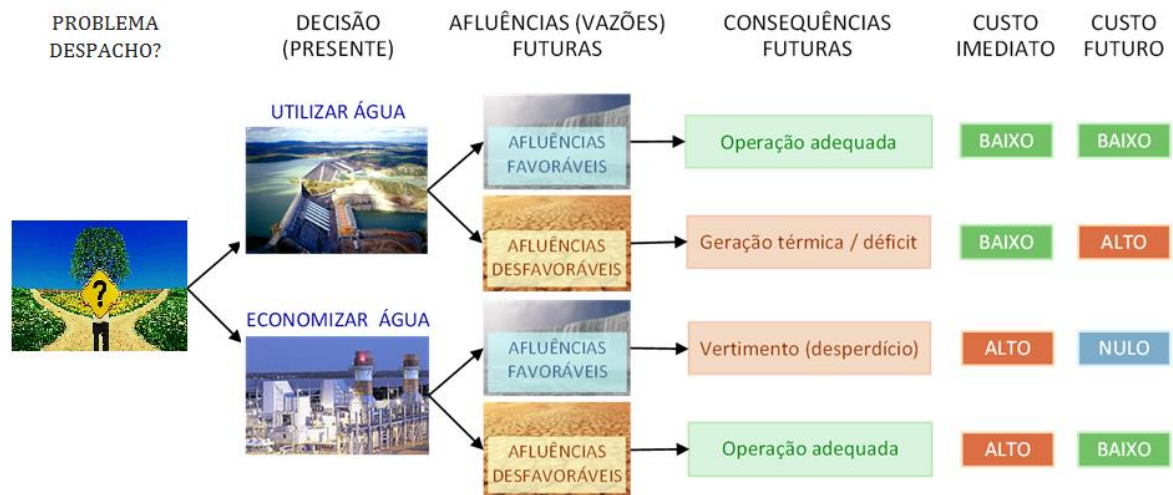 PROBLEMA
DESPACHO?
DECISÃO
(PRESENTE)
AFLUÊNCIAS (VAZÕES)
FUTURAS
CONSEQUÊNCIAS
FUTURAS
CUSTO
IMEDIATO
CUSTO
FUTURO
?
UTILIZAR ÁGUA
AFLUÊNCIAS
FAVORÁVEIS
Operação adequada
BAIXO
BAIXO
AFLUÊNCIAS
DESFAVORÁVEIS
Geração térmica / déficit
BAIXO
ALTO
ECONOMIZAR ÁGUA
AFLUÊNCIAS
FAVORÁVEIS
Vertimento (desperdício)
ALTO
NULO
AFLUÊNCIAS
DESFAVORÁVEIS
Operação adequada
ALTO
BAIXO